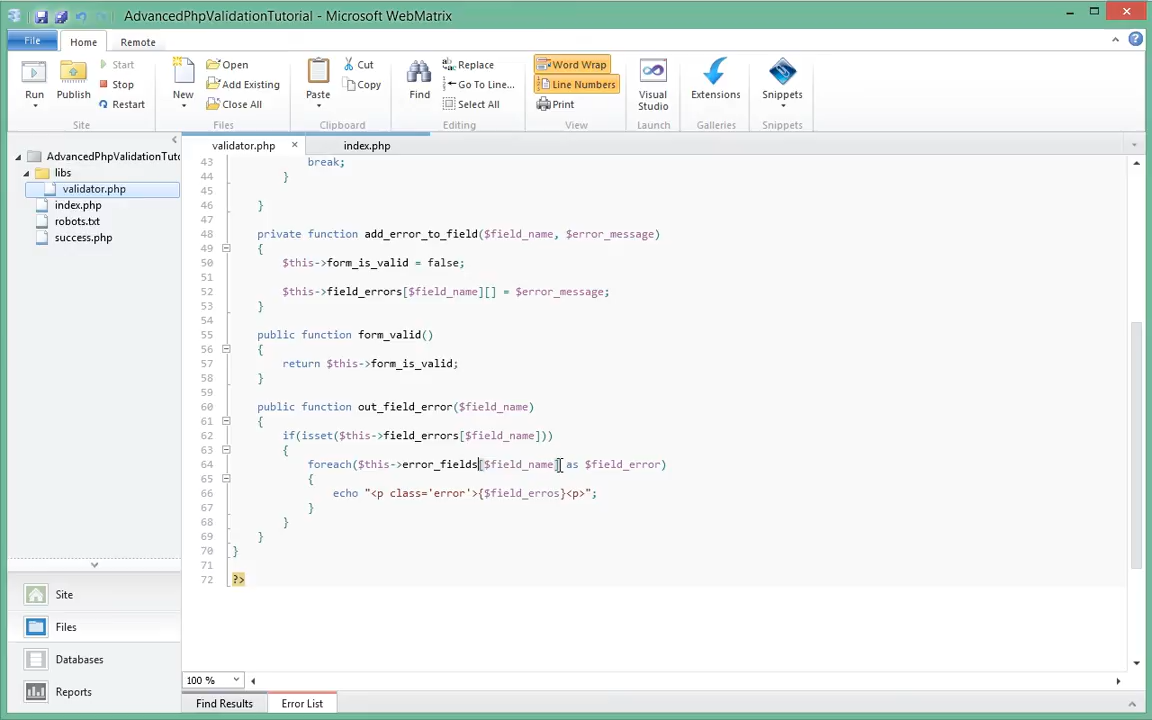 AdvancedPhpValidationTutorial - Microsoft WebMatrix
File Home Remote
Run Publish Start Stop Restart Site
New Open Add Existing Close All Files
Paste Cut Copy Clipboard
Find Replace Go To Line... Select All Editing
Word Wrap Line Numbers Print View
Visual Studio Launch
Extensions Galleries
Snippets Snippets
validator.php index.php
AdvancedPhpValidationTuto
libs
validator.php
index.php
robots.txt
success.php
Site
Files
Databases
Reports
43 break;
44 }
45
46 }
47
48 private function add_error_to_field($field_name, $error_message)
49 {
50 $this->form_is_valid = false;
51
52 $this->field_errors[$field_name][] = $error_message;
53 }
54
55 public function form_valid()
56 {
57 return $this->form_is_valid;
58 }
59
60 public function out_field_error($field_name)
61 {
62 if(isset($this->field_errors[$field_name]))
63 {
64 foreach($this->error_fields[$field_name] as $field_error)
65 {
66 echo "<p class='error'>{$field_erros}<p>";
67 }
68 }
69 }
70 }
71
72 ?>
100 %
Find Results Error List